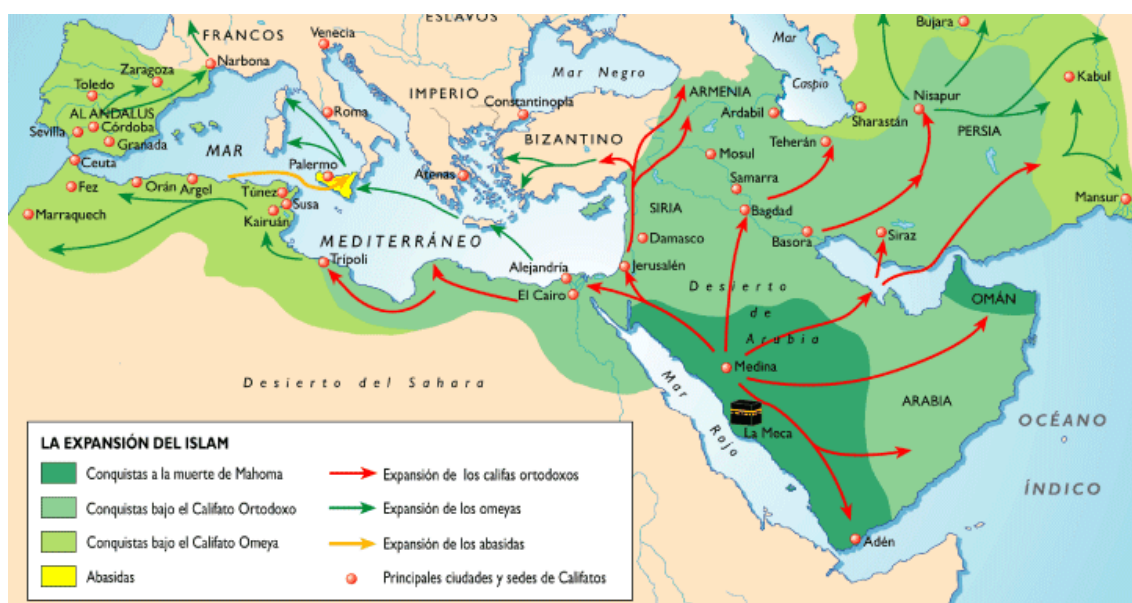 ESLAVOS
FRANCOS
Venecia
Bujara
Mar
Caspio
Narbona
Zaragoza
Toledo
AL ANDALUS
Córdoba
Sevilla
Granada
Ceuta
MAR
Roma
IMPERIO
Mar Negro
Constantinopla
BIZANTINO
ARMENIA
Ardabil
Sharastán
Nisapur
Kabul
PERSIA
Teherán
Mosul
Samarra
Palermo
Atenas
Fez
Orán
Argel
Túnez
Susa
Kairuán
Marraquech
MEDITERRÁNEO
SIRIA
Bagdad
Basora
Siraz
Mansur
Damasco
Trípoli
Alejandría
El Cairo
Jerusalén
Desierto
de
Arabia
OMÁN
Medina
Desierto del Sahara
Mar
Rojo
La Meca
ARABIA
OCÉANO
ÍNDICO
Adén
LA EXPANSIÓN DEL ISLAM
Conquistas a la muerte de Mahoma
Conquistas bajo el Califato Ortodoxo
Conquistas bajo el Califato Omeya
Abasidas
Expansión de los califas ortodoxos
Expansión de los omeyas
Expansión de los abasidas
Principales ciudades y sedes de Califatos